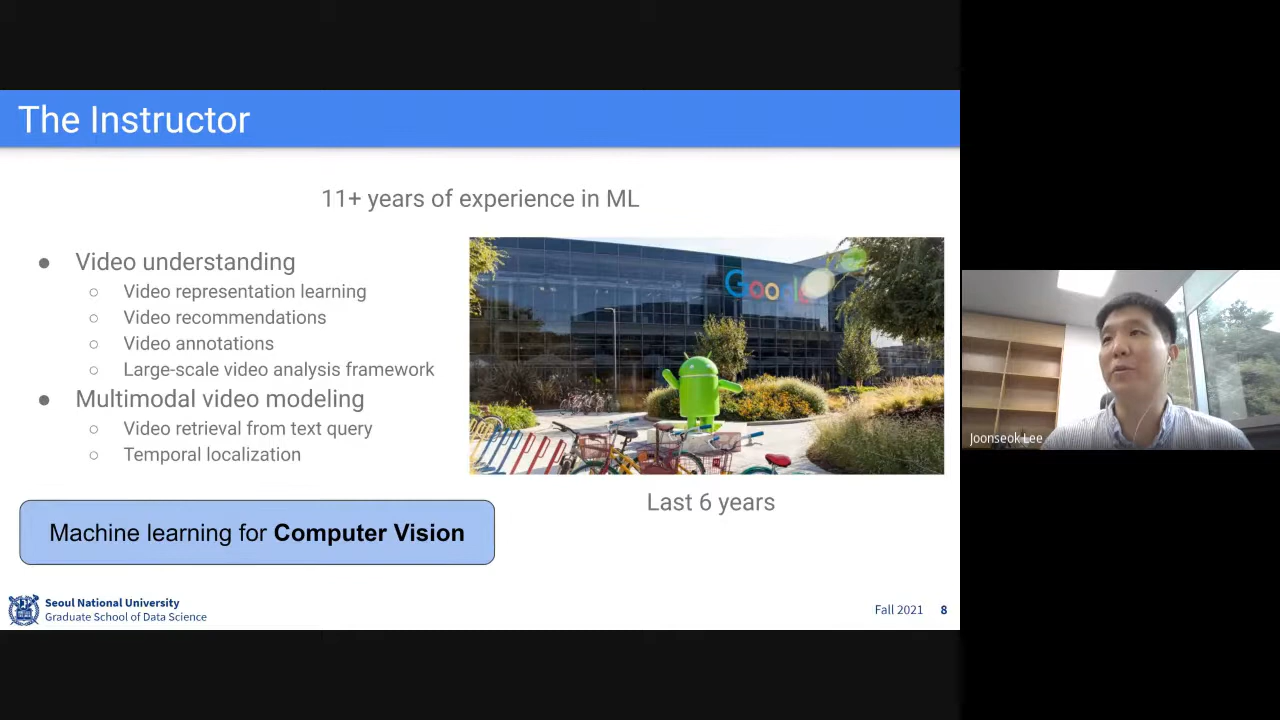 The Instructor
11+ years of experience in ML
● Video understanding
○ Video representation learning
○ Video recommendations
○ Video annotations
○ Large-scale video analysis framework
● Multimodal video modeling
○ Video retrieval from text query
○ Temporal localization
Google
Last 6 years
Machine learning for Computer Vision
Seoul National University
Graduate School of Data Science
Fall 2021 8
Joonseok Lee